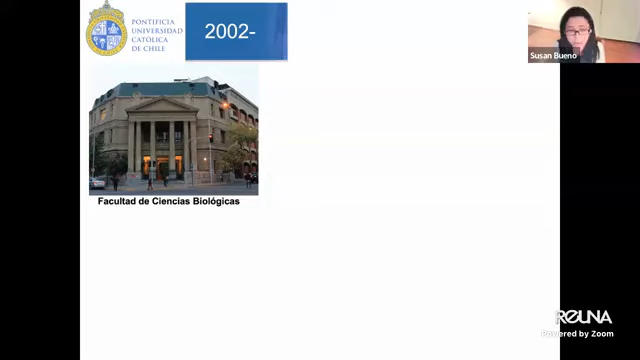 PONTIFICIA
UNIVERSIDAD
CATÓLICA
DE CHILE
2002-
Susan Bueno
Facultad de Ciencias Biológicas
REUNA
Powered by Zoom